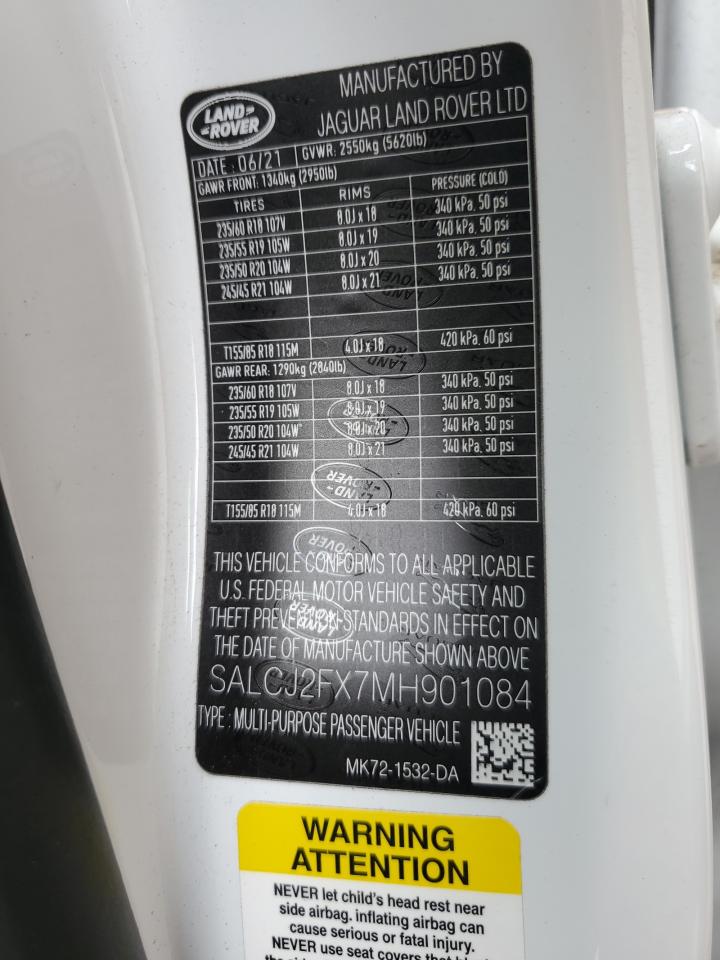 LAND ROVER
MANUFACTURED BY
JAGUAR LAND ROVER LTD
DATE: 06/21 GVWR: 2550kg (5620lb)
GAWR FRONT: 1340kg (2950lb)
TIRES RIMS PRESSURE (COLD)
235/60 R18 107V 8.0J x 18 340 kPa, 50 psi
235/55 R19 105W 8.0J x 19 340 kPa, 50 psi
235/50 R20 104W 8.0J x 20 340 kPa, 50 psi
245/45 R21 104W 8.0J x 21 340 kPa, 50 psi
T155/85 R18 115M 4.0J x 18 420 kPa, 60 psi
GAWR REAR: 1290kg (2840lb)
235/60 R18 107V 8.0J x 18 340 kPa, 50 psi
235/55 R19 105W 8.0J x 19 340 kPa, 50 psi
235/50 R20 104W 8.0J x 20 340 kPa, 50 psi
245/45 R21 104W 8.0J x 21 340 kPa, 50 psi
T155/85 R18 115M 4.0J x 18 420 kPa, 60 psi
THIS VEHICLE CONFORMS TO ALL APPLICABLE
U.S. FEDERAL MOTOR VEHICLE SAFETY AND
THEFT PREVENTION STANDARDS IN EFFECT ON
THE DATE OF MANUFACTURE SHOWN ABOVE
SALCJ2FX7MH901084
TYPE: MULTI-PURPOSE PASSENGER VEHICLE
MK72-1532-DA
WARNING
ATTENTION
NEVER let child's head rest near
side airbag. inflating airbag can
cause serious or fatal injury.
NEVER use seat covers that